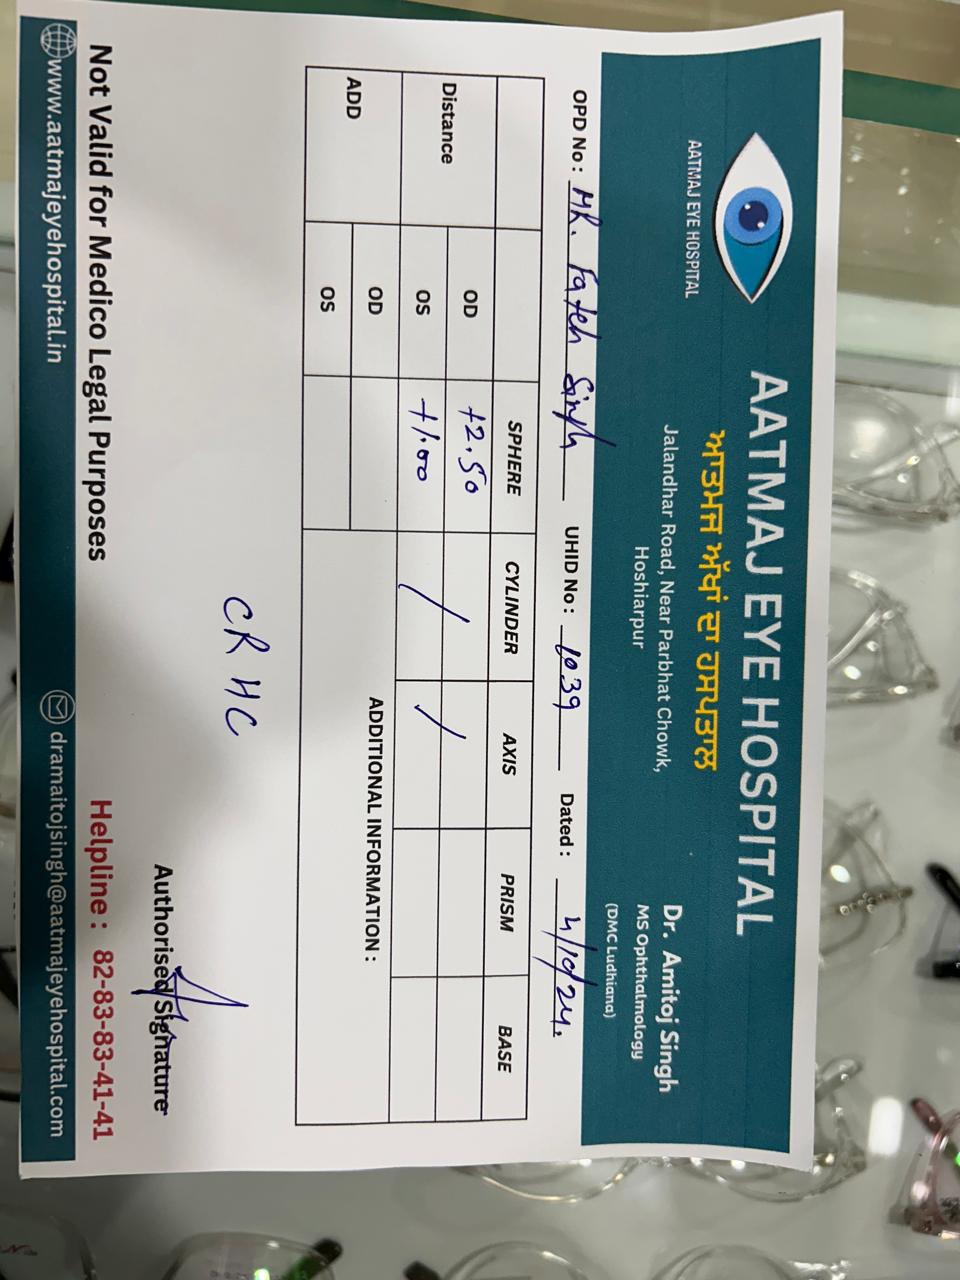 AATMAJ EYE HOSPITAL
AATMAJ EYE HOSPITAL
ਆਤਮਜ ਅੱਖਾਂ ਦਾ ਹਸਪਤਾਲ
Jalandhar Road, Near Parbhat Chowk,
Hoshiarpur
Dr. Amitoj Singh
MS Ophthalmology
(DMC Ludhiana)
OPD No : Mr. Fateh Singh UHID No : 1039 Dated : 4/10/24.
SPHERE CYLINDER AXIS PRISM BASE
Distance OD +2.50 / /
OS +1.00
ADD OD ADDITIONAL INFORMATION :
OS
CR HC
Authorised Signature
Not Valid for Medico Legal Purposes Helpline : 82-83-83-41-41
www.aatmajeyehospital.in dramaitojsingh@aatmajeyehospital.com